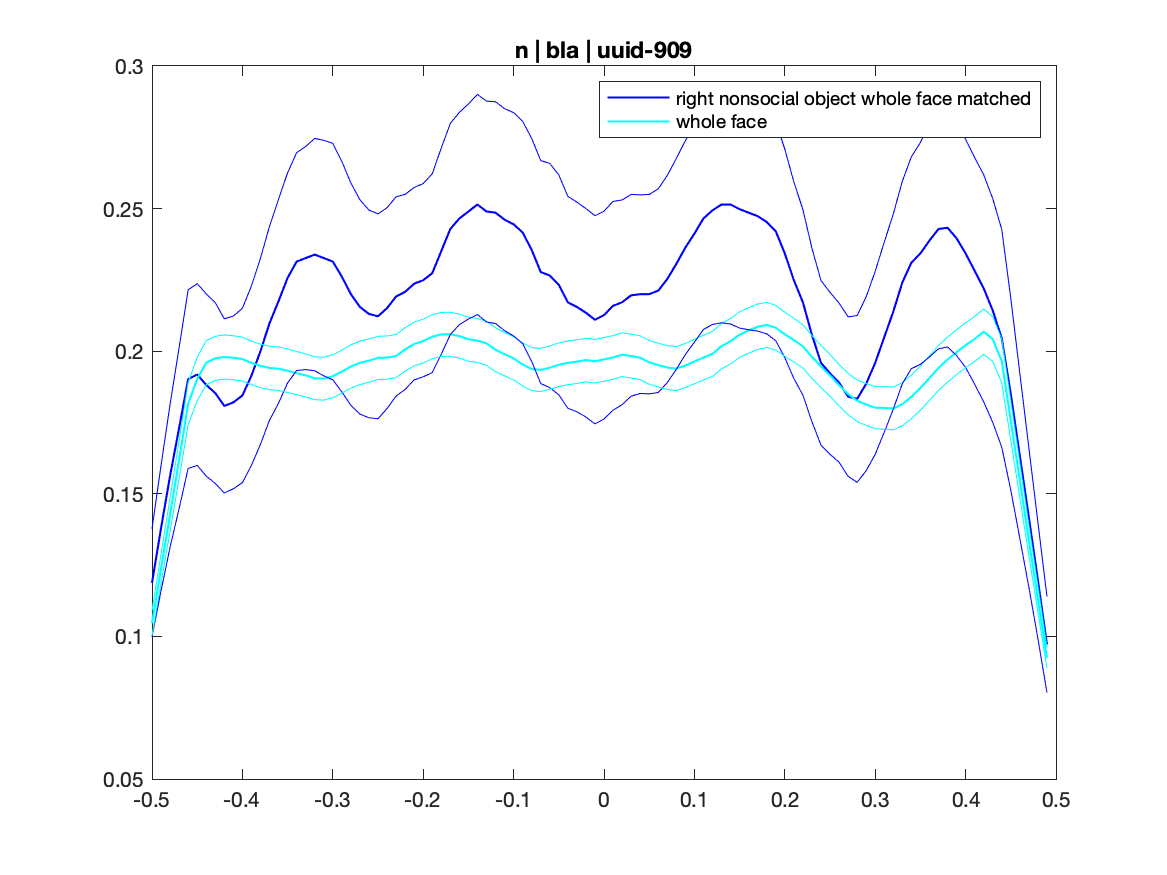 n | bla | uuid-909
0.3
right nonsocial object whole face matched
whole face
0.25
0.2
0.15
0.1
0.05
-0.5 -0.4 -0.3 -0.2 -0.1 0 0.1 0.2 0.3 0.4 0.5